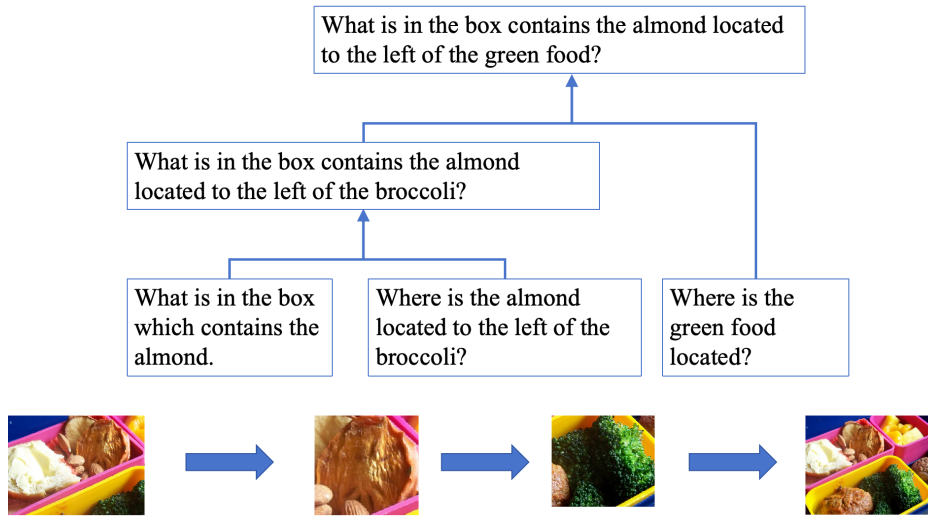 What is in the box contains the almond located
to the left of the green food?
What is in the box contains the almond
located to the left of the broccoli?
What is in the box
which contains the
almond.
Where is the almond
located to the left of the
broccoli?
Where is the
green food
located?